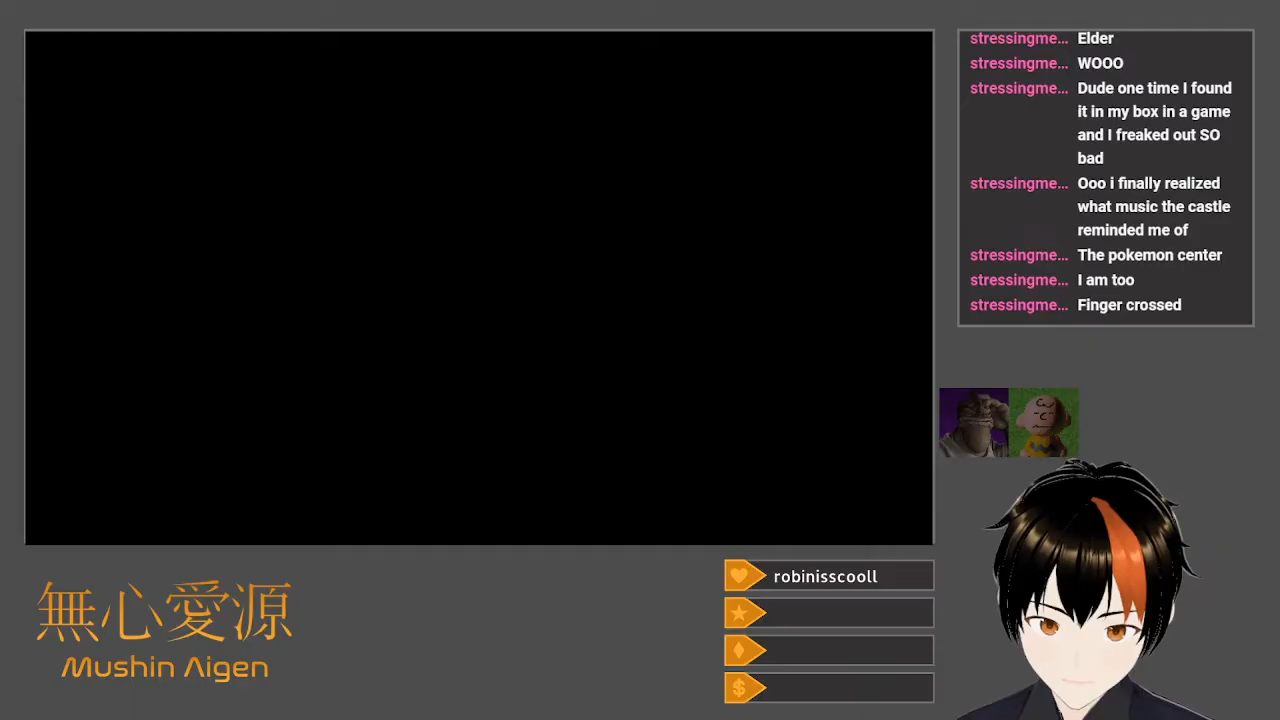 stressingme... Elder
stressingme... WOOO
stressingme... Dude one time I found
it in my box in a game
and I freaked out SO
bad
stressingme... Ooo i finally realized
what music the castle
reminded me of
stressingme... The pokemon center
stressingme... I am too
stressingme... Finger crossed
robinisscooll
無心愛源
Mushin Aigen